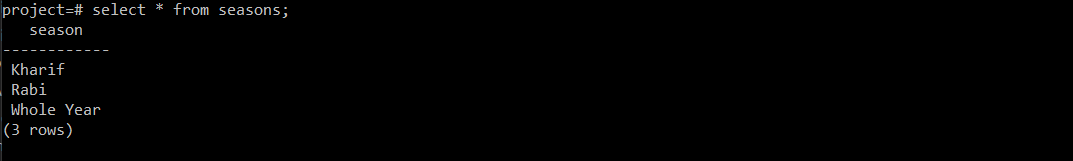 project=# select * from seasons;
season
------------
Kharif
Rabi
Whole Year
(3 rows)